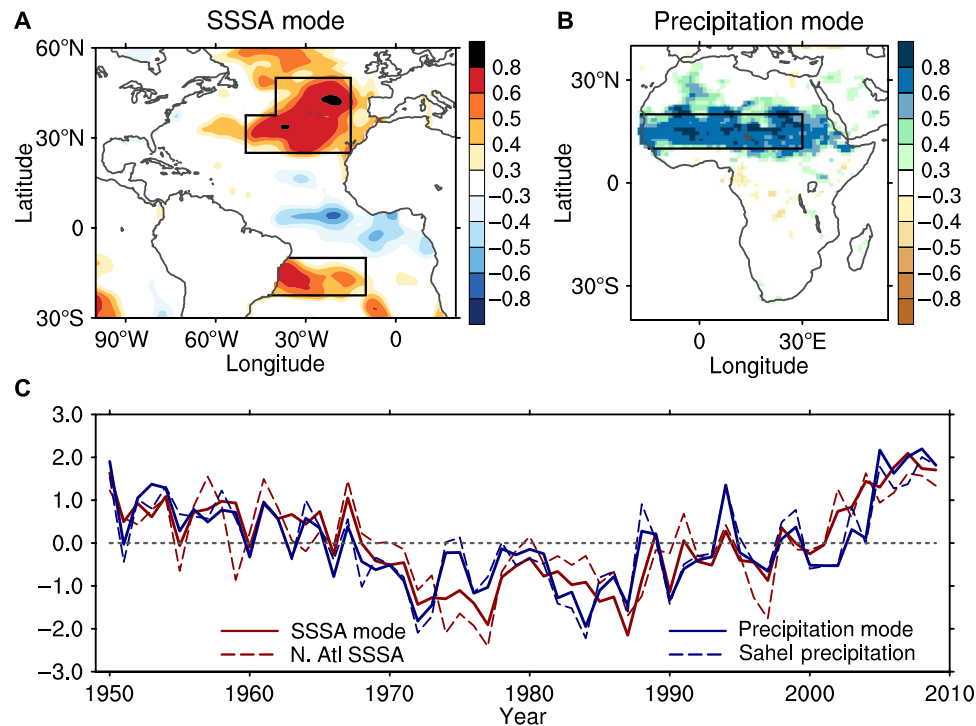 A
SSSA mode
60°N
30°N
0
30°S
Latitude
90°W
60°W
30°W
0
Longitude
0.8
0.6
0.5
0.4
0.3
−0.3
−0.4
−0.5
−0.6
−0.8
B
Precipitation mode
30°N
0
30°S
Latitude
0
30°E
Longitude
0.8
0.6
0.5
0.4
0.3
−0.3
−0.4
−0.5
−0.6
−0.8
C
3.0
2.0
1.0
0.0
−1.0
−2.0
−3.0
SSSA mode
N. Atl SSSA
Precipitation mode
Sahel precipitation
1950
1960
1970
1980
1990
2000
2010
Year